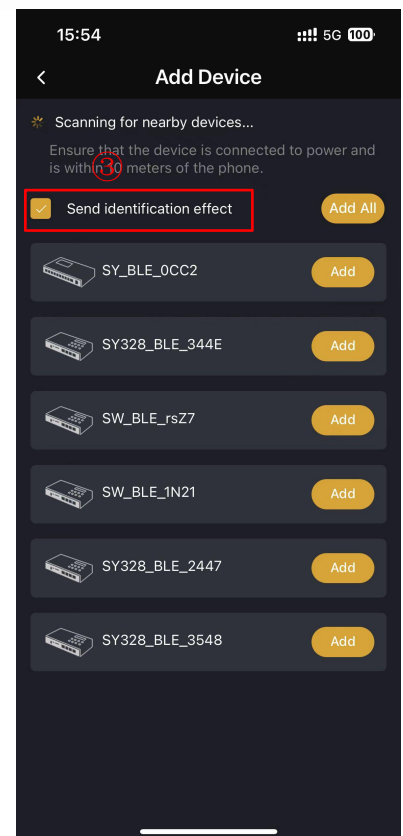 15:54
5G 100
Add Device
Scanning for nearby devices...
Ensure that the device is connected to power and
is within 10 meters of the phone.
③
Send identification effect
Add All
SY_BLE_0CC2
Add
SY328_BLE_344E
Add
SW_BLE_rsZ7
Add
SW_BLE_1N21
Add
SY328_BLE_2447
Add
SY328_BLE_3548
Add